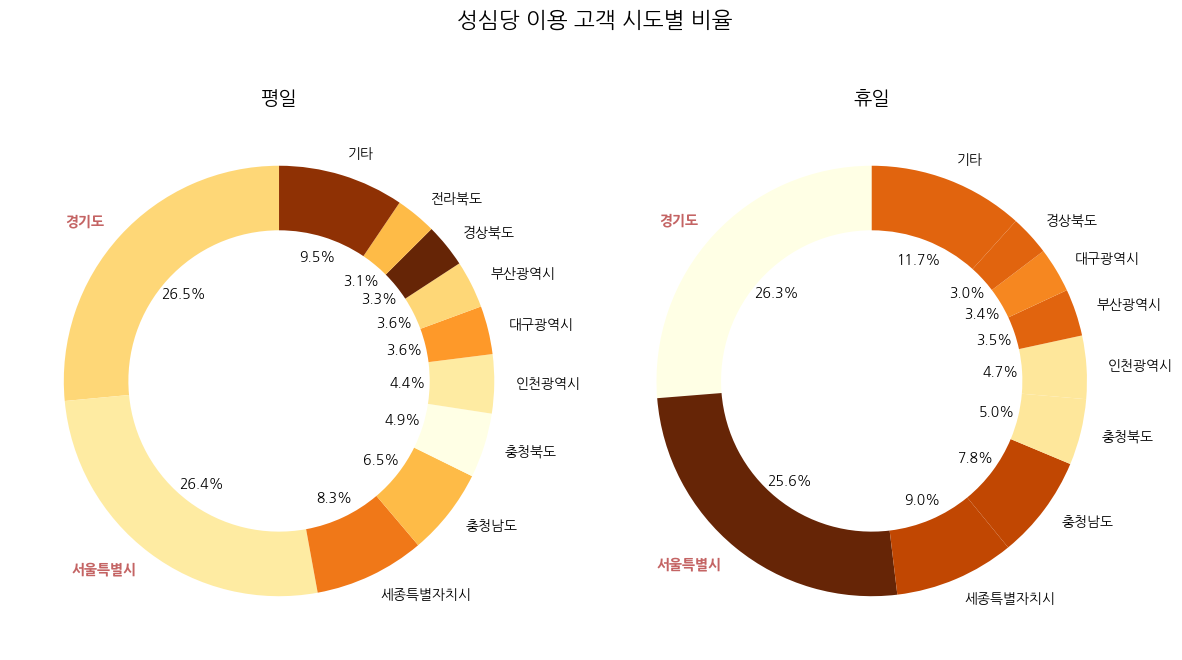 성심당 이용 고객 시도별 비율
평일
기타
전라북도
경상북도
부산광역시
대구광역시
인천광역시
충청북도
충청남도
세종특별자치시
서울특별시
경기도
9.5%
3.1%
3.3%
3.6%
3.6%
4.4%
4.9%
6.5%
8.3%
26.4%
26.5%
휴일
기타
경상북도
대구광역시
부산광역시
인천광역시
충청북도
충청남도
세종특별자치시
서울특별시
경기도
11.7%
3.0%
3.4%
3.5%
4.7%
5.0%
7.8%
9.0%
25.6%
26.3%